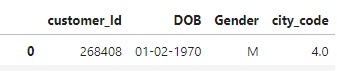 customer_Id DOB Gender city_code
0 268408 01-02-1970 M 4.0